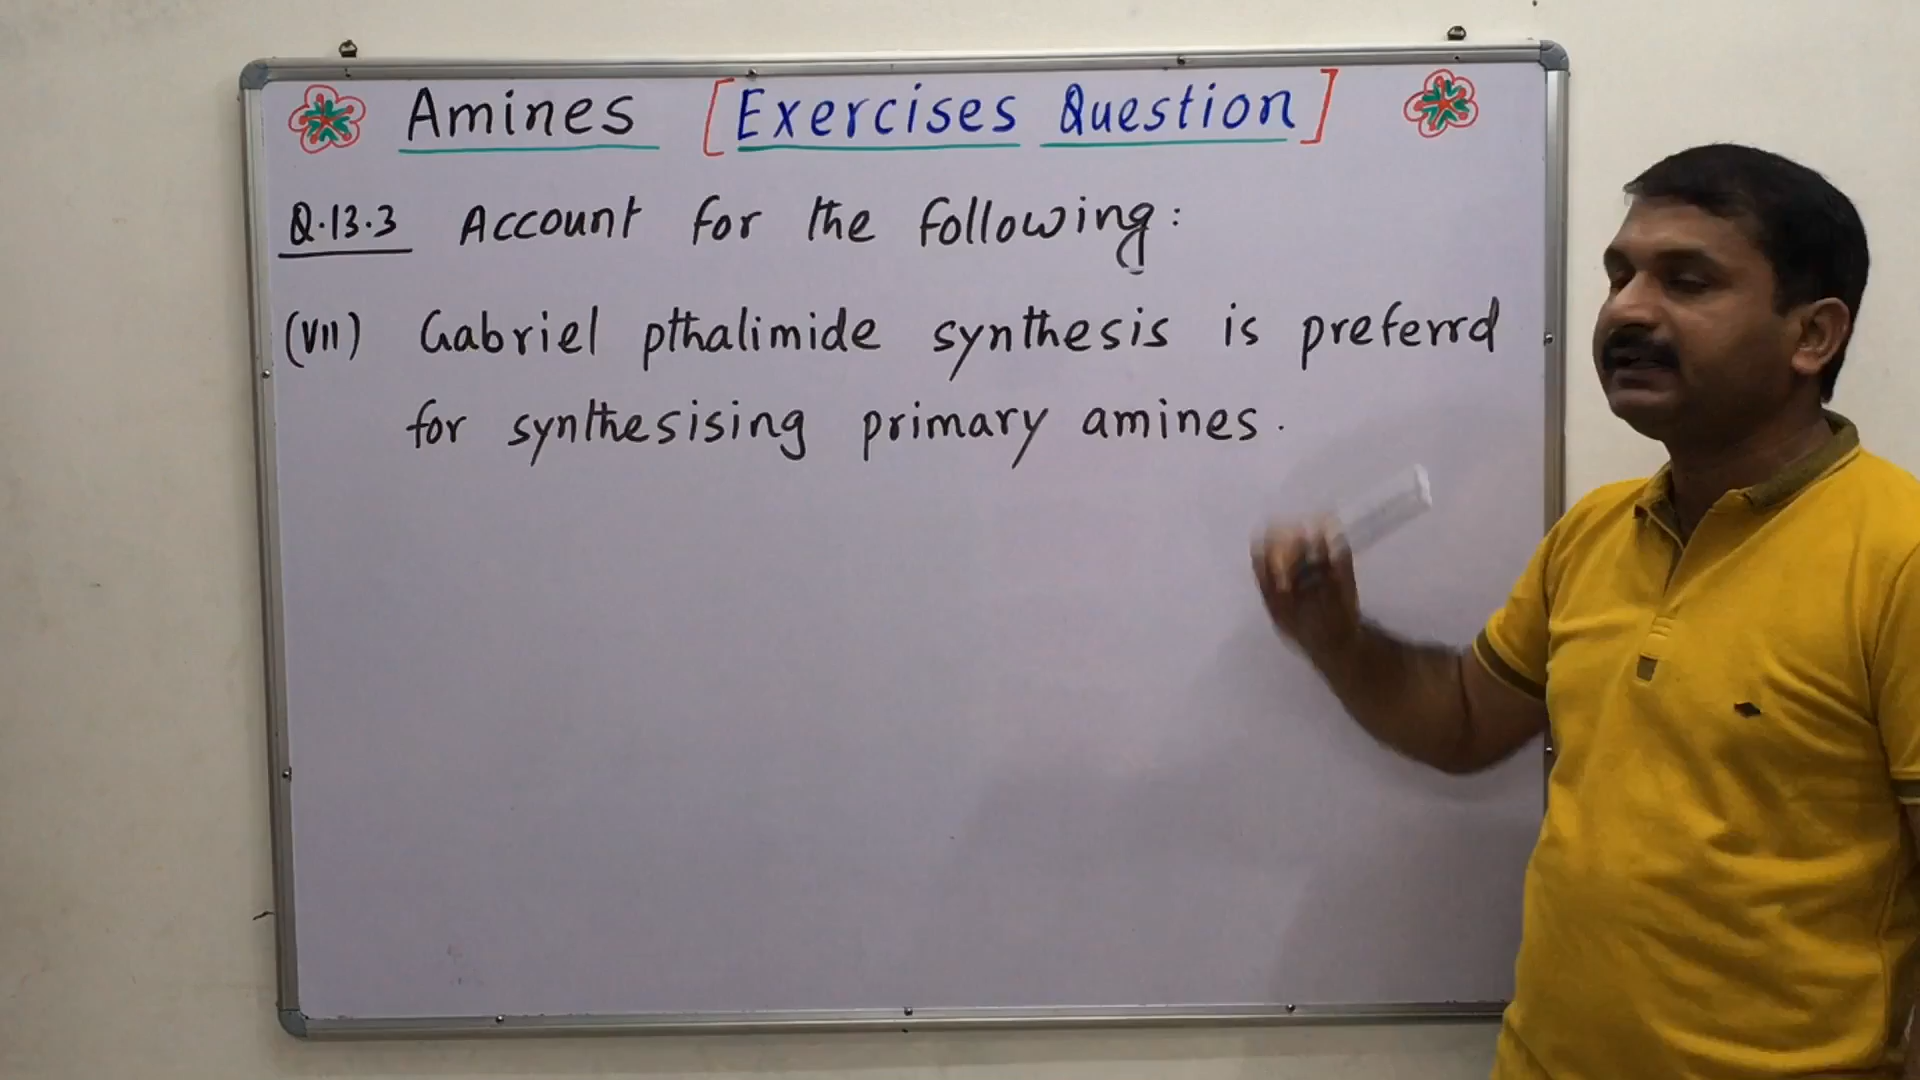 Amines [Exercises Question]
Q.13.3 Account for the following:
(VII) Gabriel pthalimide synthesis is preferrd
for synthesising primary amines.